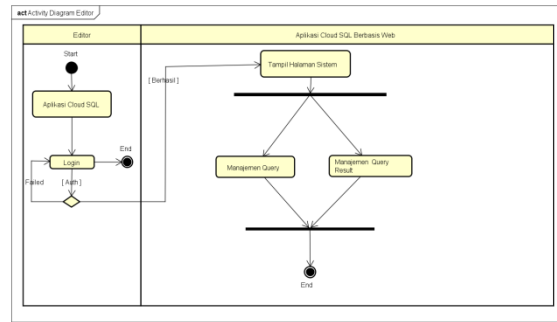 act Activity Diagram Editor
Editor
Aplikasi Cloud SQL Berbasis Web
Start
Aplikasi Cloud SQL
Login
End
Failed
[ Auth ]
[ Berhasil ]
Tampil Halaman Sistem
Manajemen Query
Manajemen Query
Result
End